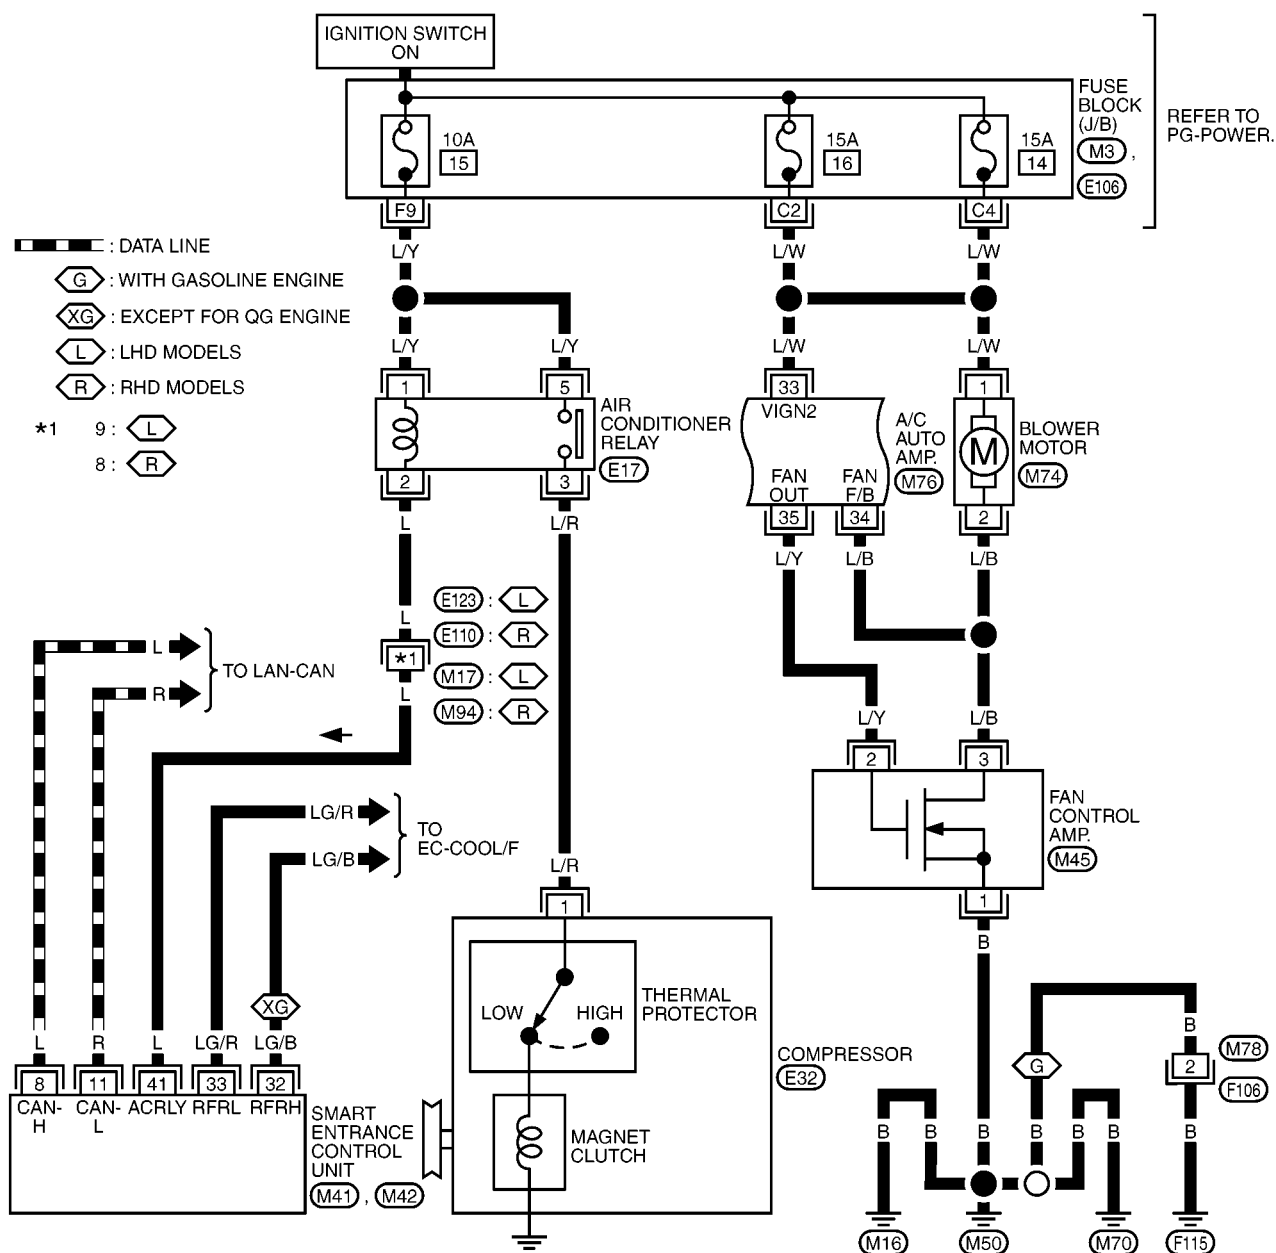 IGNITION SWITCH
ON
FUSE
BLOCK
(J/B)
M3 ,
E106
REFER TO
PG-POWER.
10A
15
15A
16
15A
14
F9
C2
C4
L/Y
L/W
L/W
: DATA LINE
G : WITH GASOLINE ENGINE
XG : EXCEPT FOR QG ENGINE
L : LHD MODELS
R : RHD MODELS
*1 9 : L
8 : R
L/Y
L/Y
L/W
L/W
1
5
33
1
AIR
CONDITIONER
RELAY
E17
VIGN2
A/C
AUTO
AMP.
M76
BLOWER
MOTOR
M74
M
FAN
OUT
FAN
F/B
2
3
35
34
2
L
L/R
L/Y
L/B
L/B
E123 : L
E110 : R
M17 : L
M94 : R
L
*1
L
L
R
TO LAN-CAN
L/Y
L/B
2
3
FAN
CONTROL
AMP.
M45
1
B
LG/R
LG/B
TO
EC-COOL/F
L/R
1
THERMAL
PROTECTOR
LOW
HIGH
COMPRESSOR
E32
MAGNET
CLUTCH
XG
L
R
L
LG/R
LG/B
8
11
41
33
32
CAN-
H
CAN-
L
ACRLY
RFRL
RFRH
SMART
ENTRANCE
CONTROL
UNIT
M41 , M42
G
B
2
M78
F106
B
B
B
B
B
B
M16
M50
M70
F115